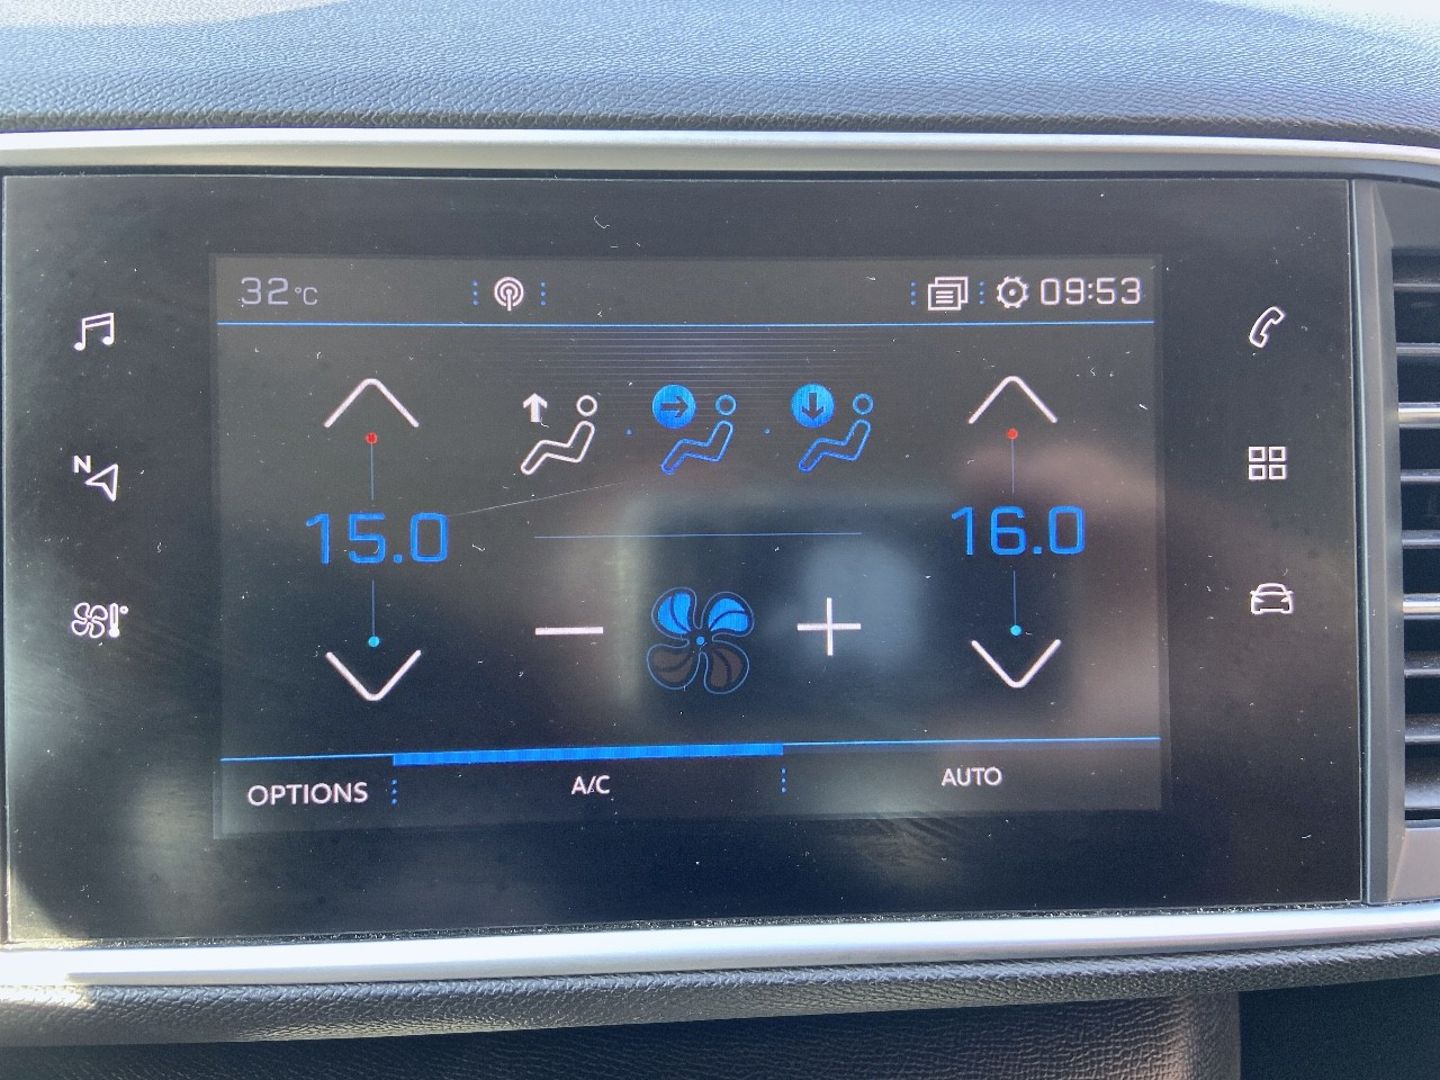 32°C 09:53
N
15.0 16.0
OPTIONS A/C AUTO